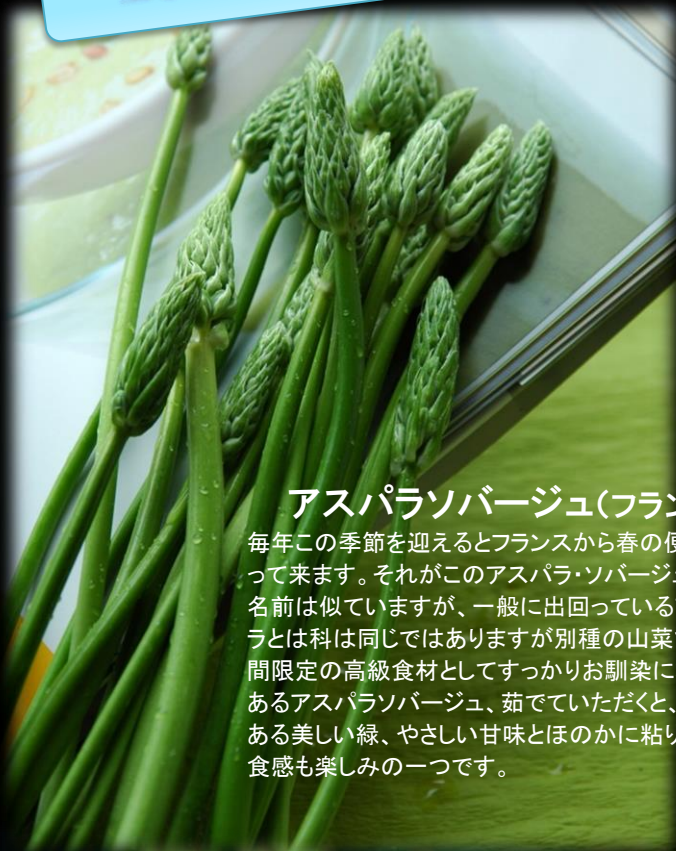 アスパラソバージュ(フラン
毎年この季節を迎えるとフランスから春の便
って来ます。それがこのアスパラ・ソバージュ
名前は似ていますが、一般に出回っている
ラとは科は同じではありますが別種の山菜
間限定の高級食材としてすっかりお馴染に
あるアスパラソバージュ、茹でていただくと、
ある美しい緑、やさしい甘味とほのかに粘り
食感も楽しみの一つです。